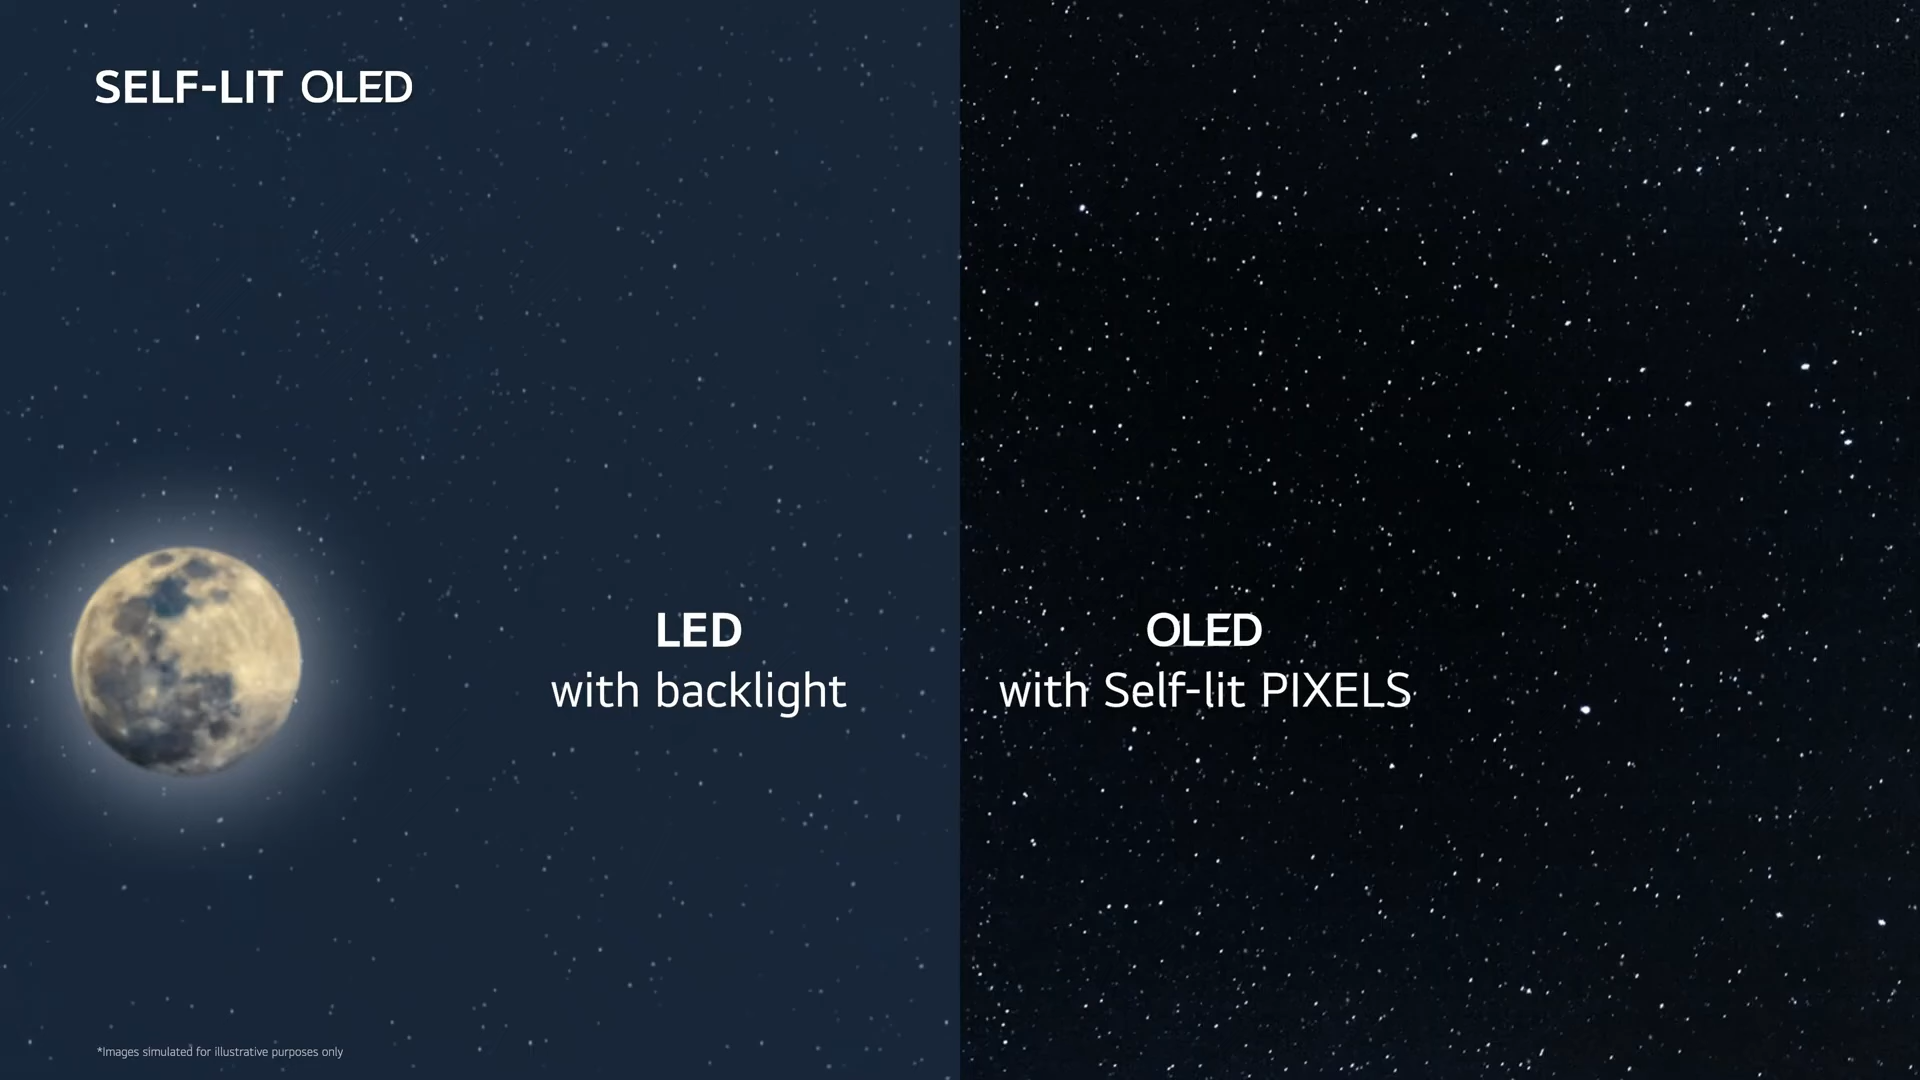 SELF-LIT OLED
LED
with backlight
OLED
with Self-lit PIXELS
*Images simulated for illustrative purposes only